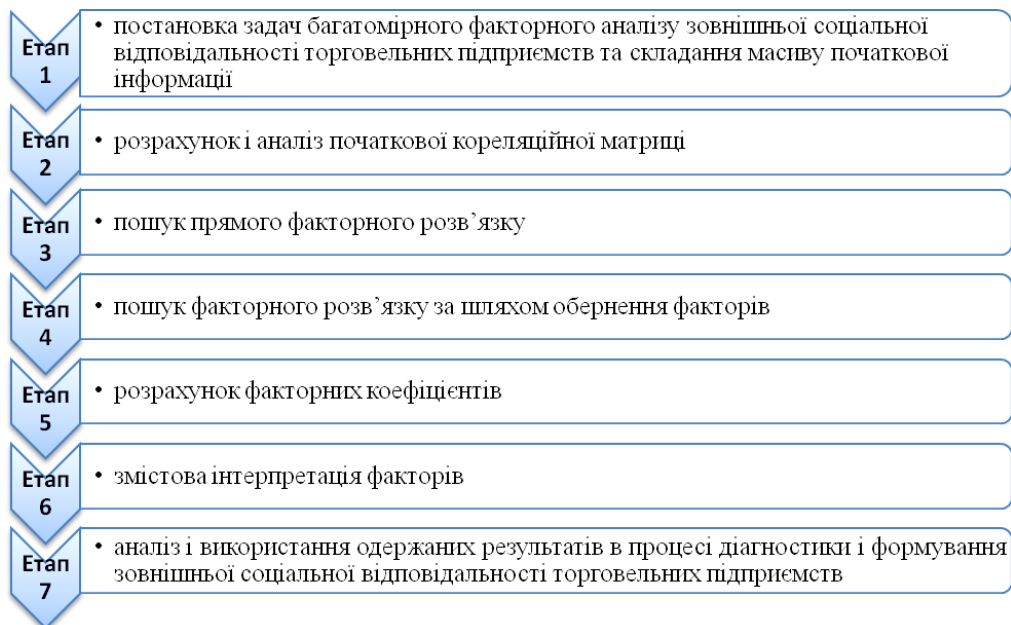 Етап
1
• постановка задач багатомірного факторного аналізу зовнішньої соціальної
відповідальності торговельних підприємств та складання масиву початкової
інформації
Етап
2
• розрахунок і аналіз початкової кореляційної матриці
Етап
3
• пошук прямого факторного розв’язку
Етап
4
• пошук факторного розв’язку за шляхом обернення факторів
Етап
5
• розрахунок факторних коефіцієнтів
Етап
6
• змістова інтерпретація факторів
Етап
7
• аналіз і використання одержаних результатів в процесі діагностики і формування
зовнішньої соціальної відповідальності торговельних підприємств